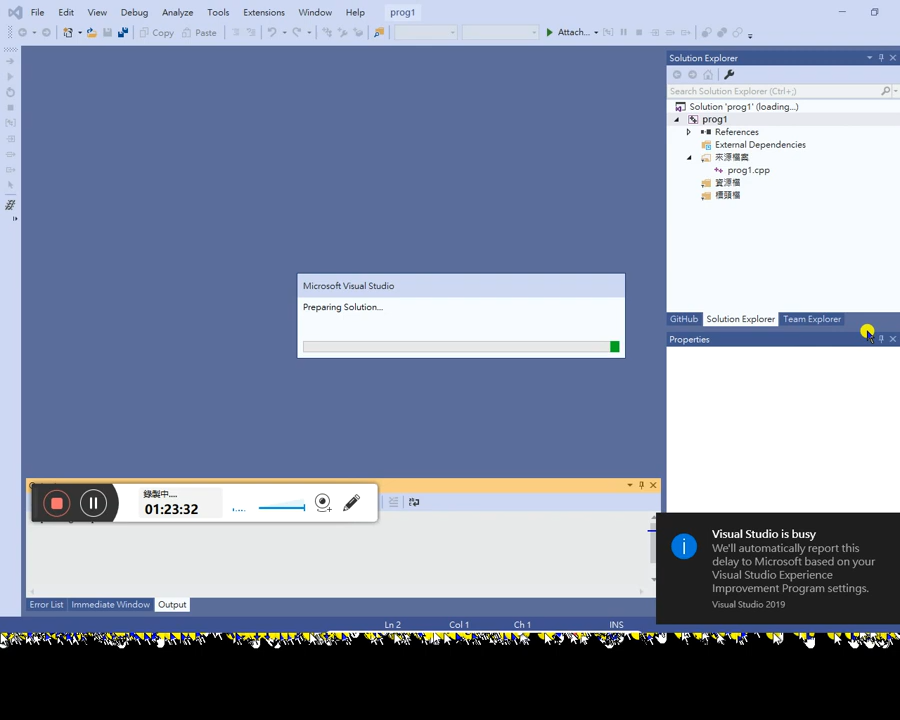 File Edit View Debug Analyze Tools Extensions Window Help prog1
Copy Paste Attach...
Solution Explorer
Search Solution Explorer (Ctrl+;)
Solution 'prog1' (loading...)
prog1
References
External Dependencies
來源檔案
prog1.cpp
資源檔
標頭檔
Microsoft Visual Studio
Preparing Solution...
GitHub Solution Explorer Team Explorer
Properties
錄製中....
01:23:32
Visual Studio is busy
We'll automatically report this
delay to Microsoft based on your
Visual Studio Experience
Improvement Program settings.
Visual Studio 2019
Error List Immediate Window Output
Ln 2 Col 1 Ch 1 INS